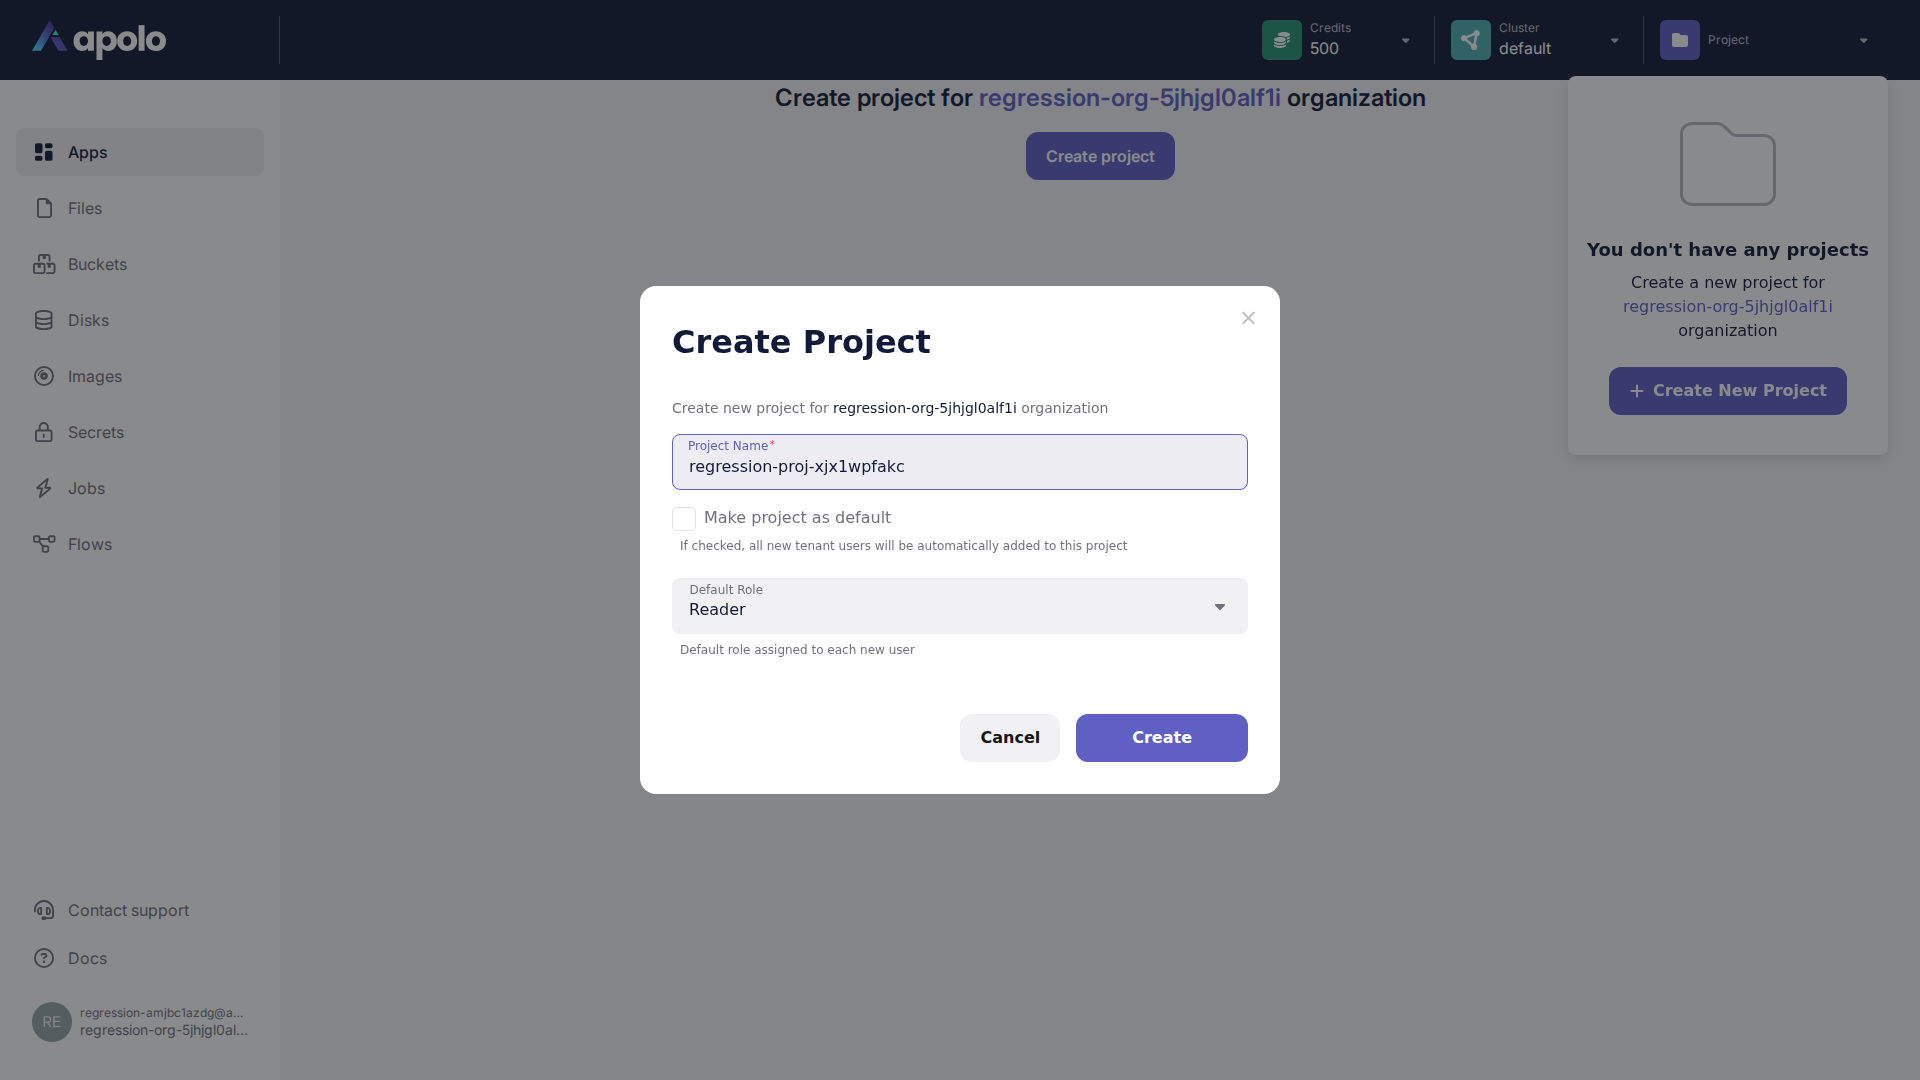 apolo
Credits
500
Cluster
default
Project
Create project for regression-org-5jhjgl0alf1i organization
Create project
Apps
Files
Buckets
Disks
Images
Secrets
Jobs
Flows
Contact support
Docs
RE
regression-amjbc1azdg@a...
regression-org-5jhjgl0al...
You don't have any projects
Create a new project for
regression-org-5jhjgl0alf1i
organization
+ Create New Project
Create Project
Create new project for regression-org-5jhjgl0alf1i organization
Project Name*
regression-proj-xjx1wpfakc
Make project as default
If checked, all new tenant users will be automatically added to this project
Default Role
Reader
Default role assigned to each new user
Cancel
Create